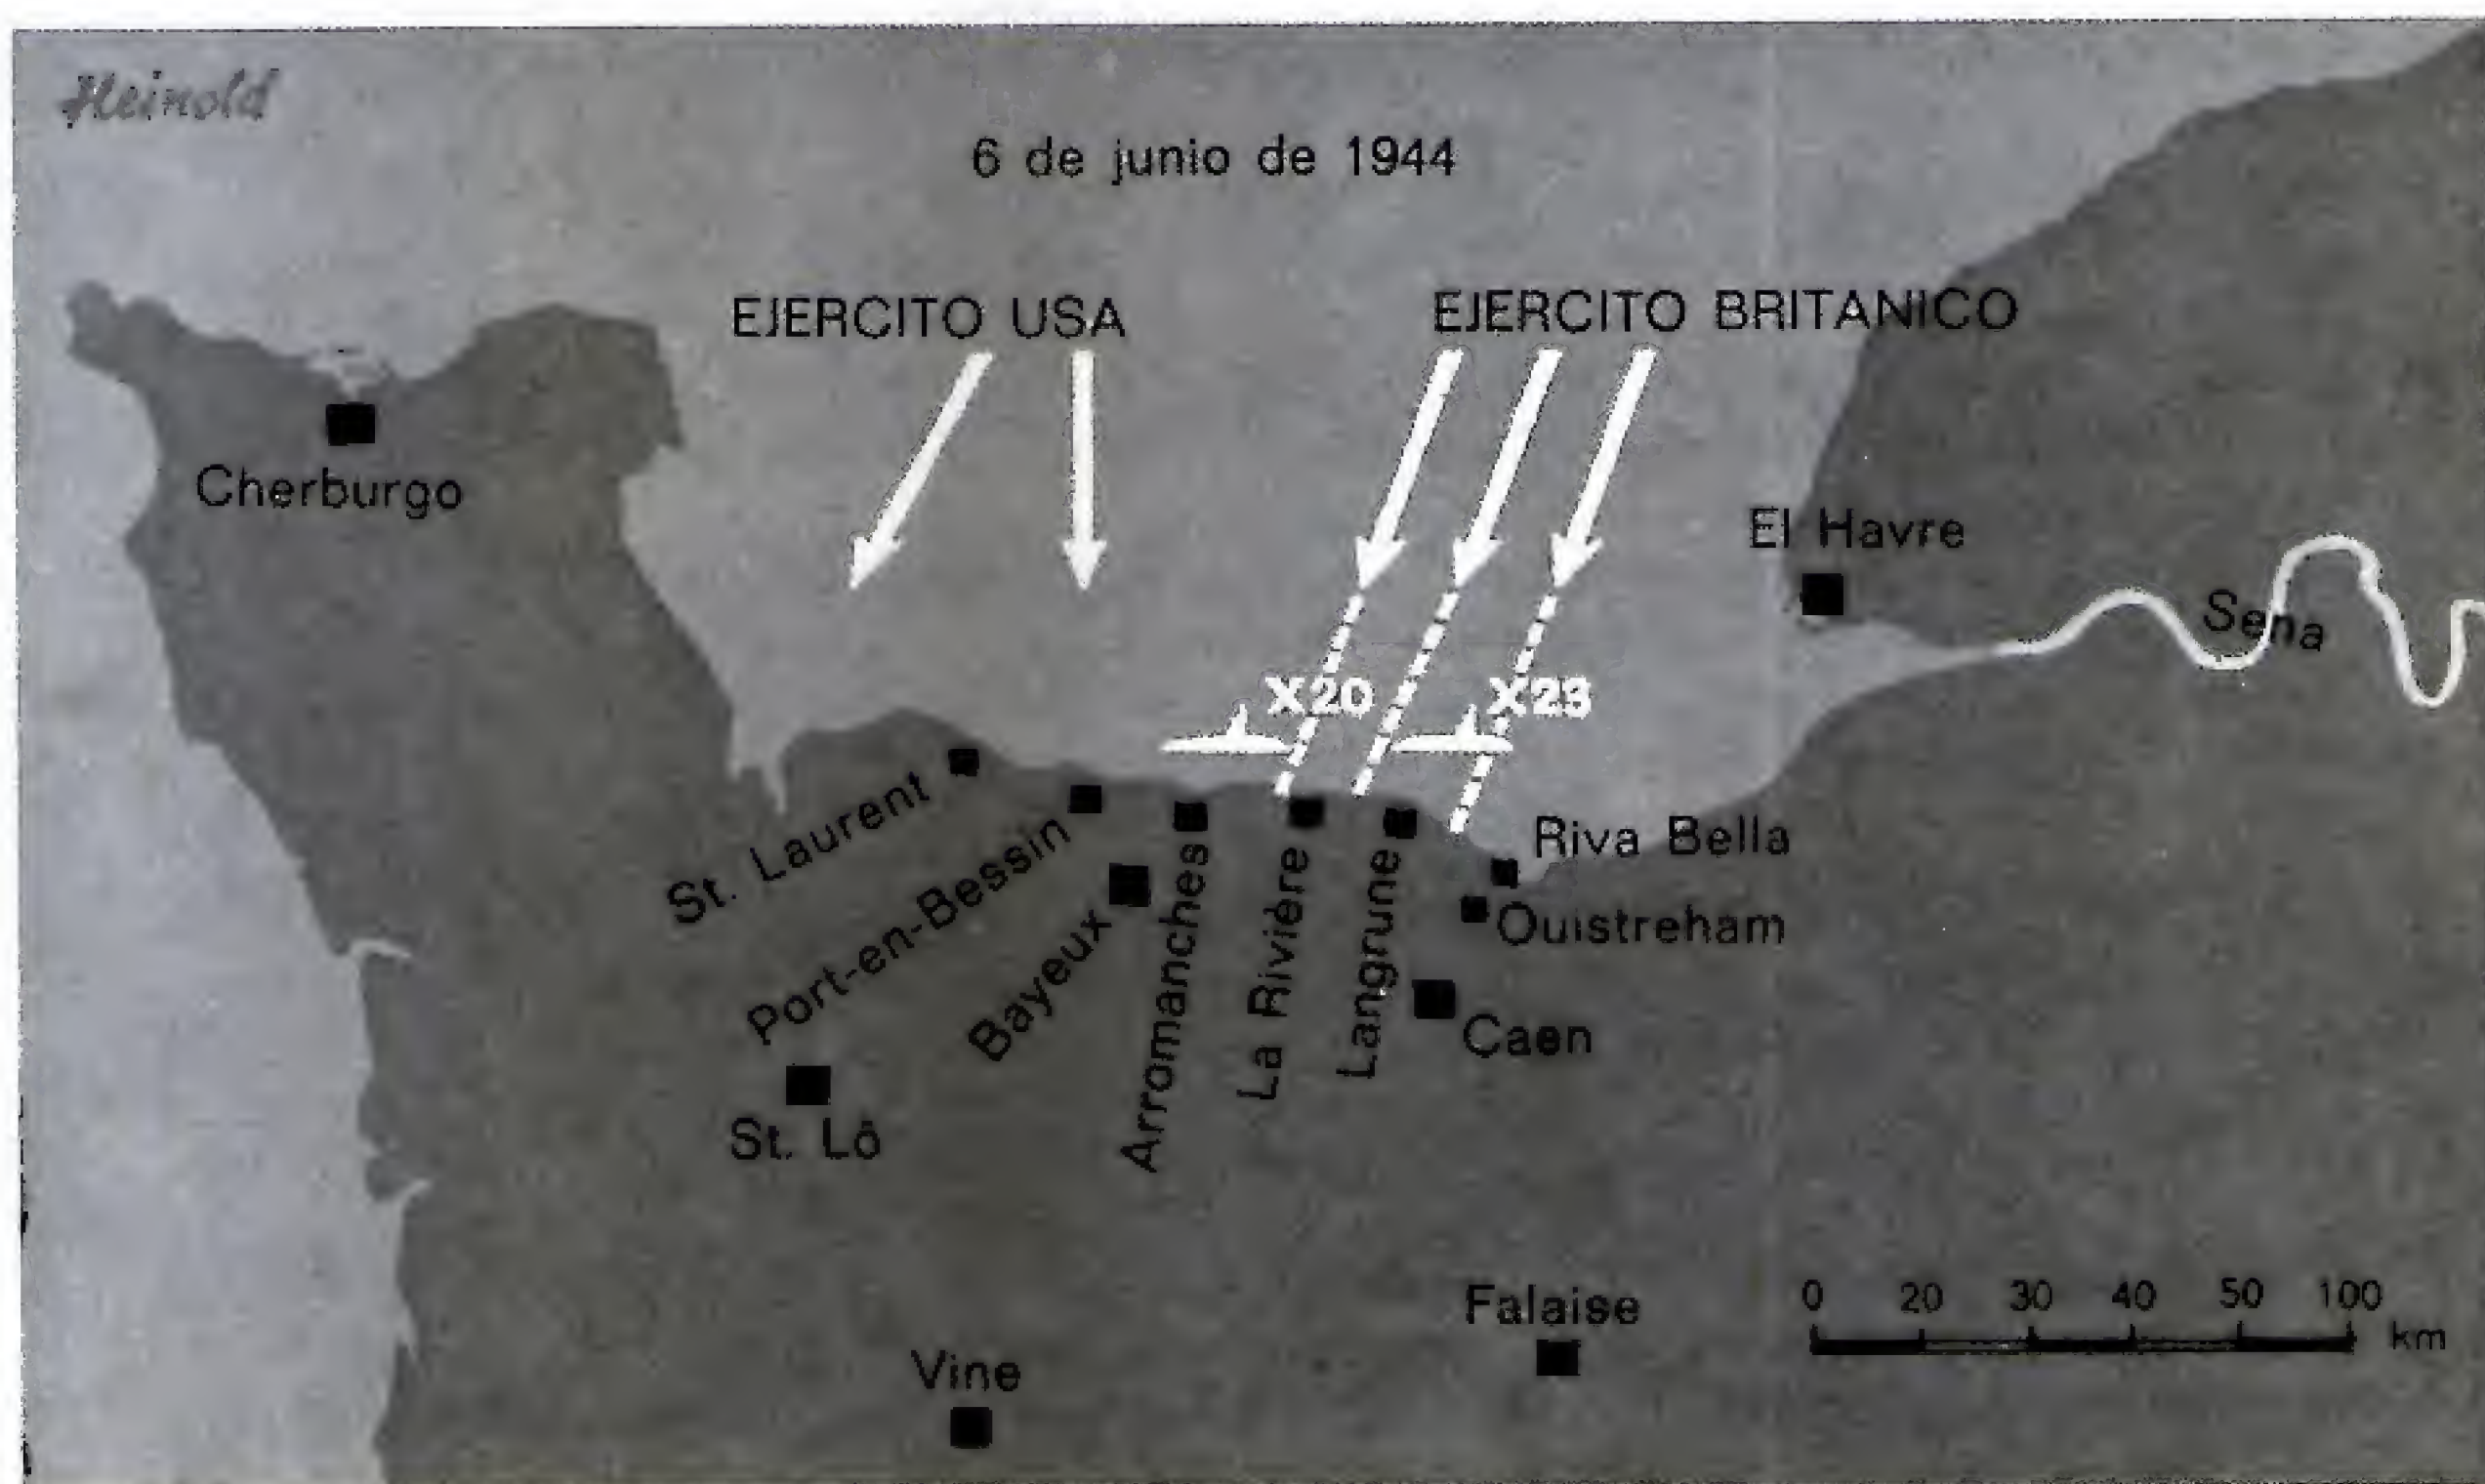 Heinold
6 de junio de 1944
EJERCITO USA
EJERCITO BRITANICO
Cherburgo
El Havre
Sena
X20
X23
St. Laurent
Port-en-Bessin
Bayeux
Arromanches
La Rivière
Langrune
Riva Bella
Ouistreham
Caen
St. Lô
Falaise
Vine
0 20 30 40 50 100
km